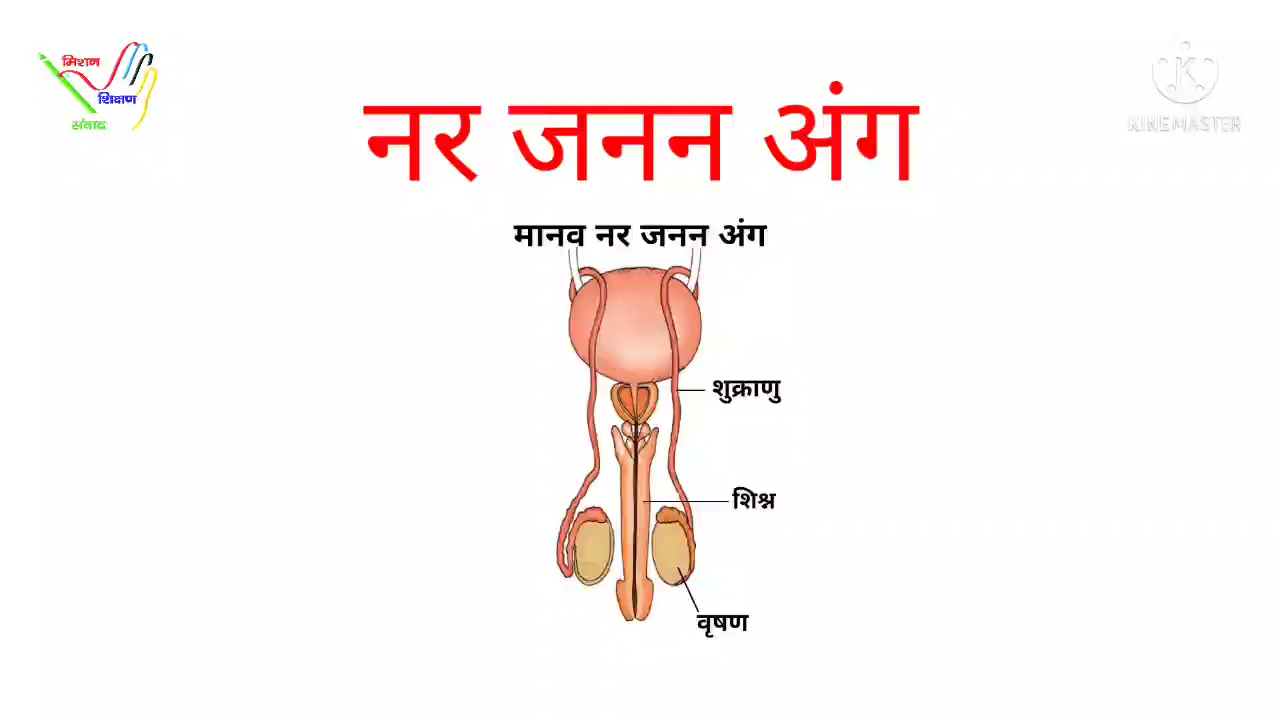 मिशन
शिक्षण
संवाद
KINEMASTER
नर जनन अंग
मानव नर जनन अंग
शुक्राणु
शिश्न
वृषण